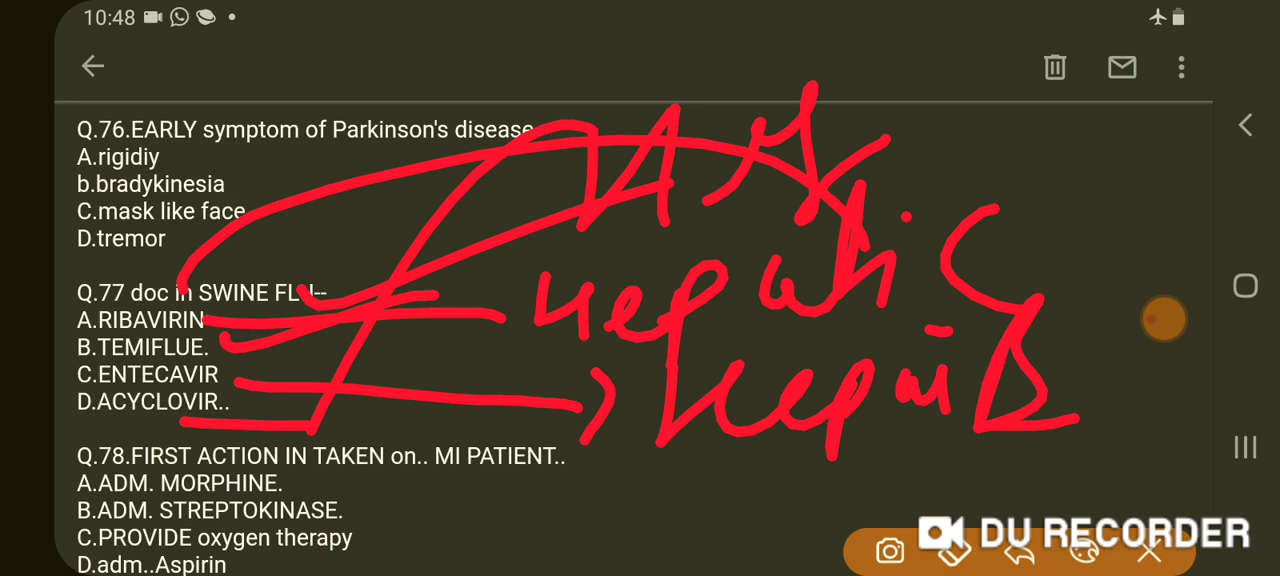 10:48
Q.76.EARLY symptom of Parkinson's disease
A.rigidiy
b.bradykinesia
C.mask like face
D.tremor
Q.77 doc in SWINE FLU--
A.RIBAVIRIN
B.TEMIFLUE.
C.ENTECAVIR
D.ACYCLOVIR..
Q.78.FIRST ACTION IN TAKEN on.. MI PATIENT..
A.ADM. MORPHINE.
B.ADM. STREPTOKINASE.
C.PROVIDE oxygen therapy
D.adm..Aspirin
DU RECORDER